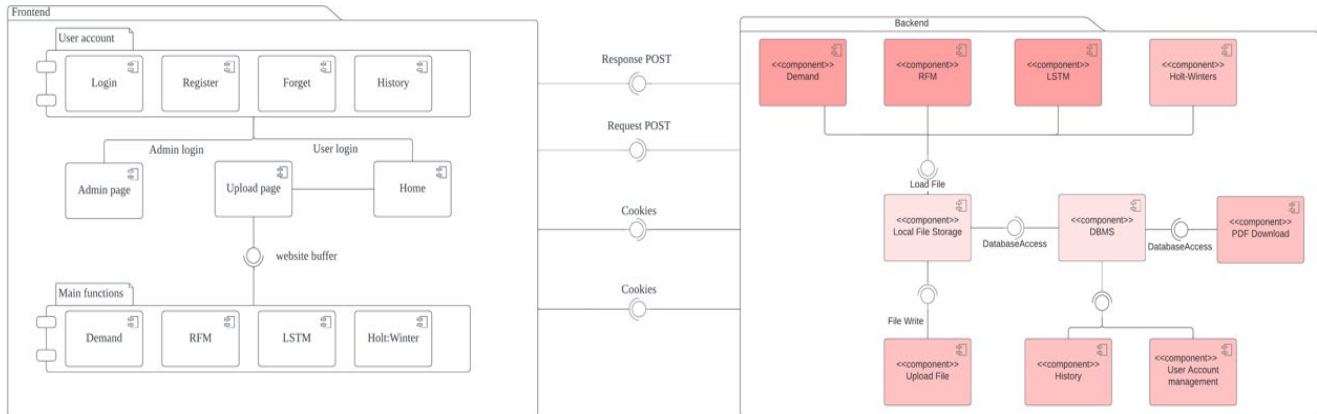 Frontend
User account
Login
Register
Forget
History
Admin login
User login
Admin page
Upload page
Home
website buffer
Main functions
Demand
RFM
LSTM
Holt:Winter
Response POST
Request POST
Cookies
Cookies
Backend
<<component>>
Demand
<<component>>
RFM
<<component>>
LSTM
<<component>>
Holt-Winters
Load File
<<component>>
Local File Storage
DatabaseAccess
<<component>>
DBMS
DatabaseAccess
<<component>>
PDF Download
File Write
<<component>>
Upload File
<<component>>
History
<<component>>
User Account
management